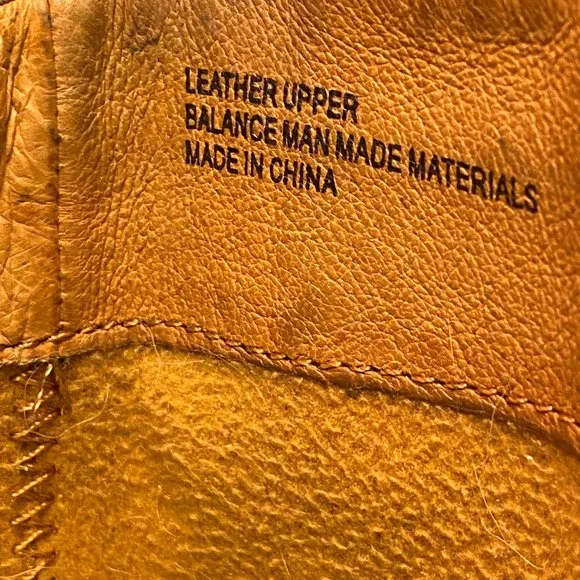 LEATHER UPPER
BALANCE MAN MADE MATERIALS
MADE IN CHINA